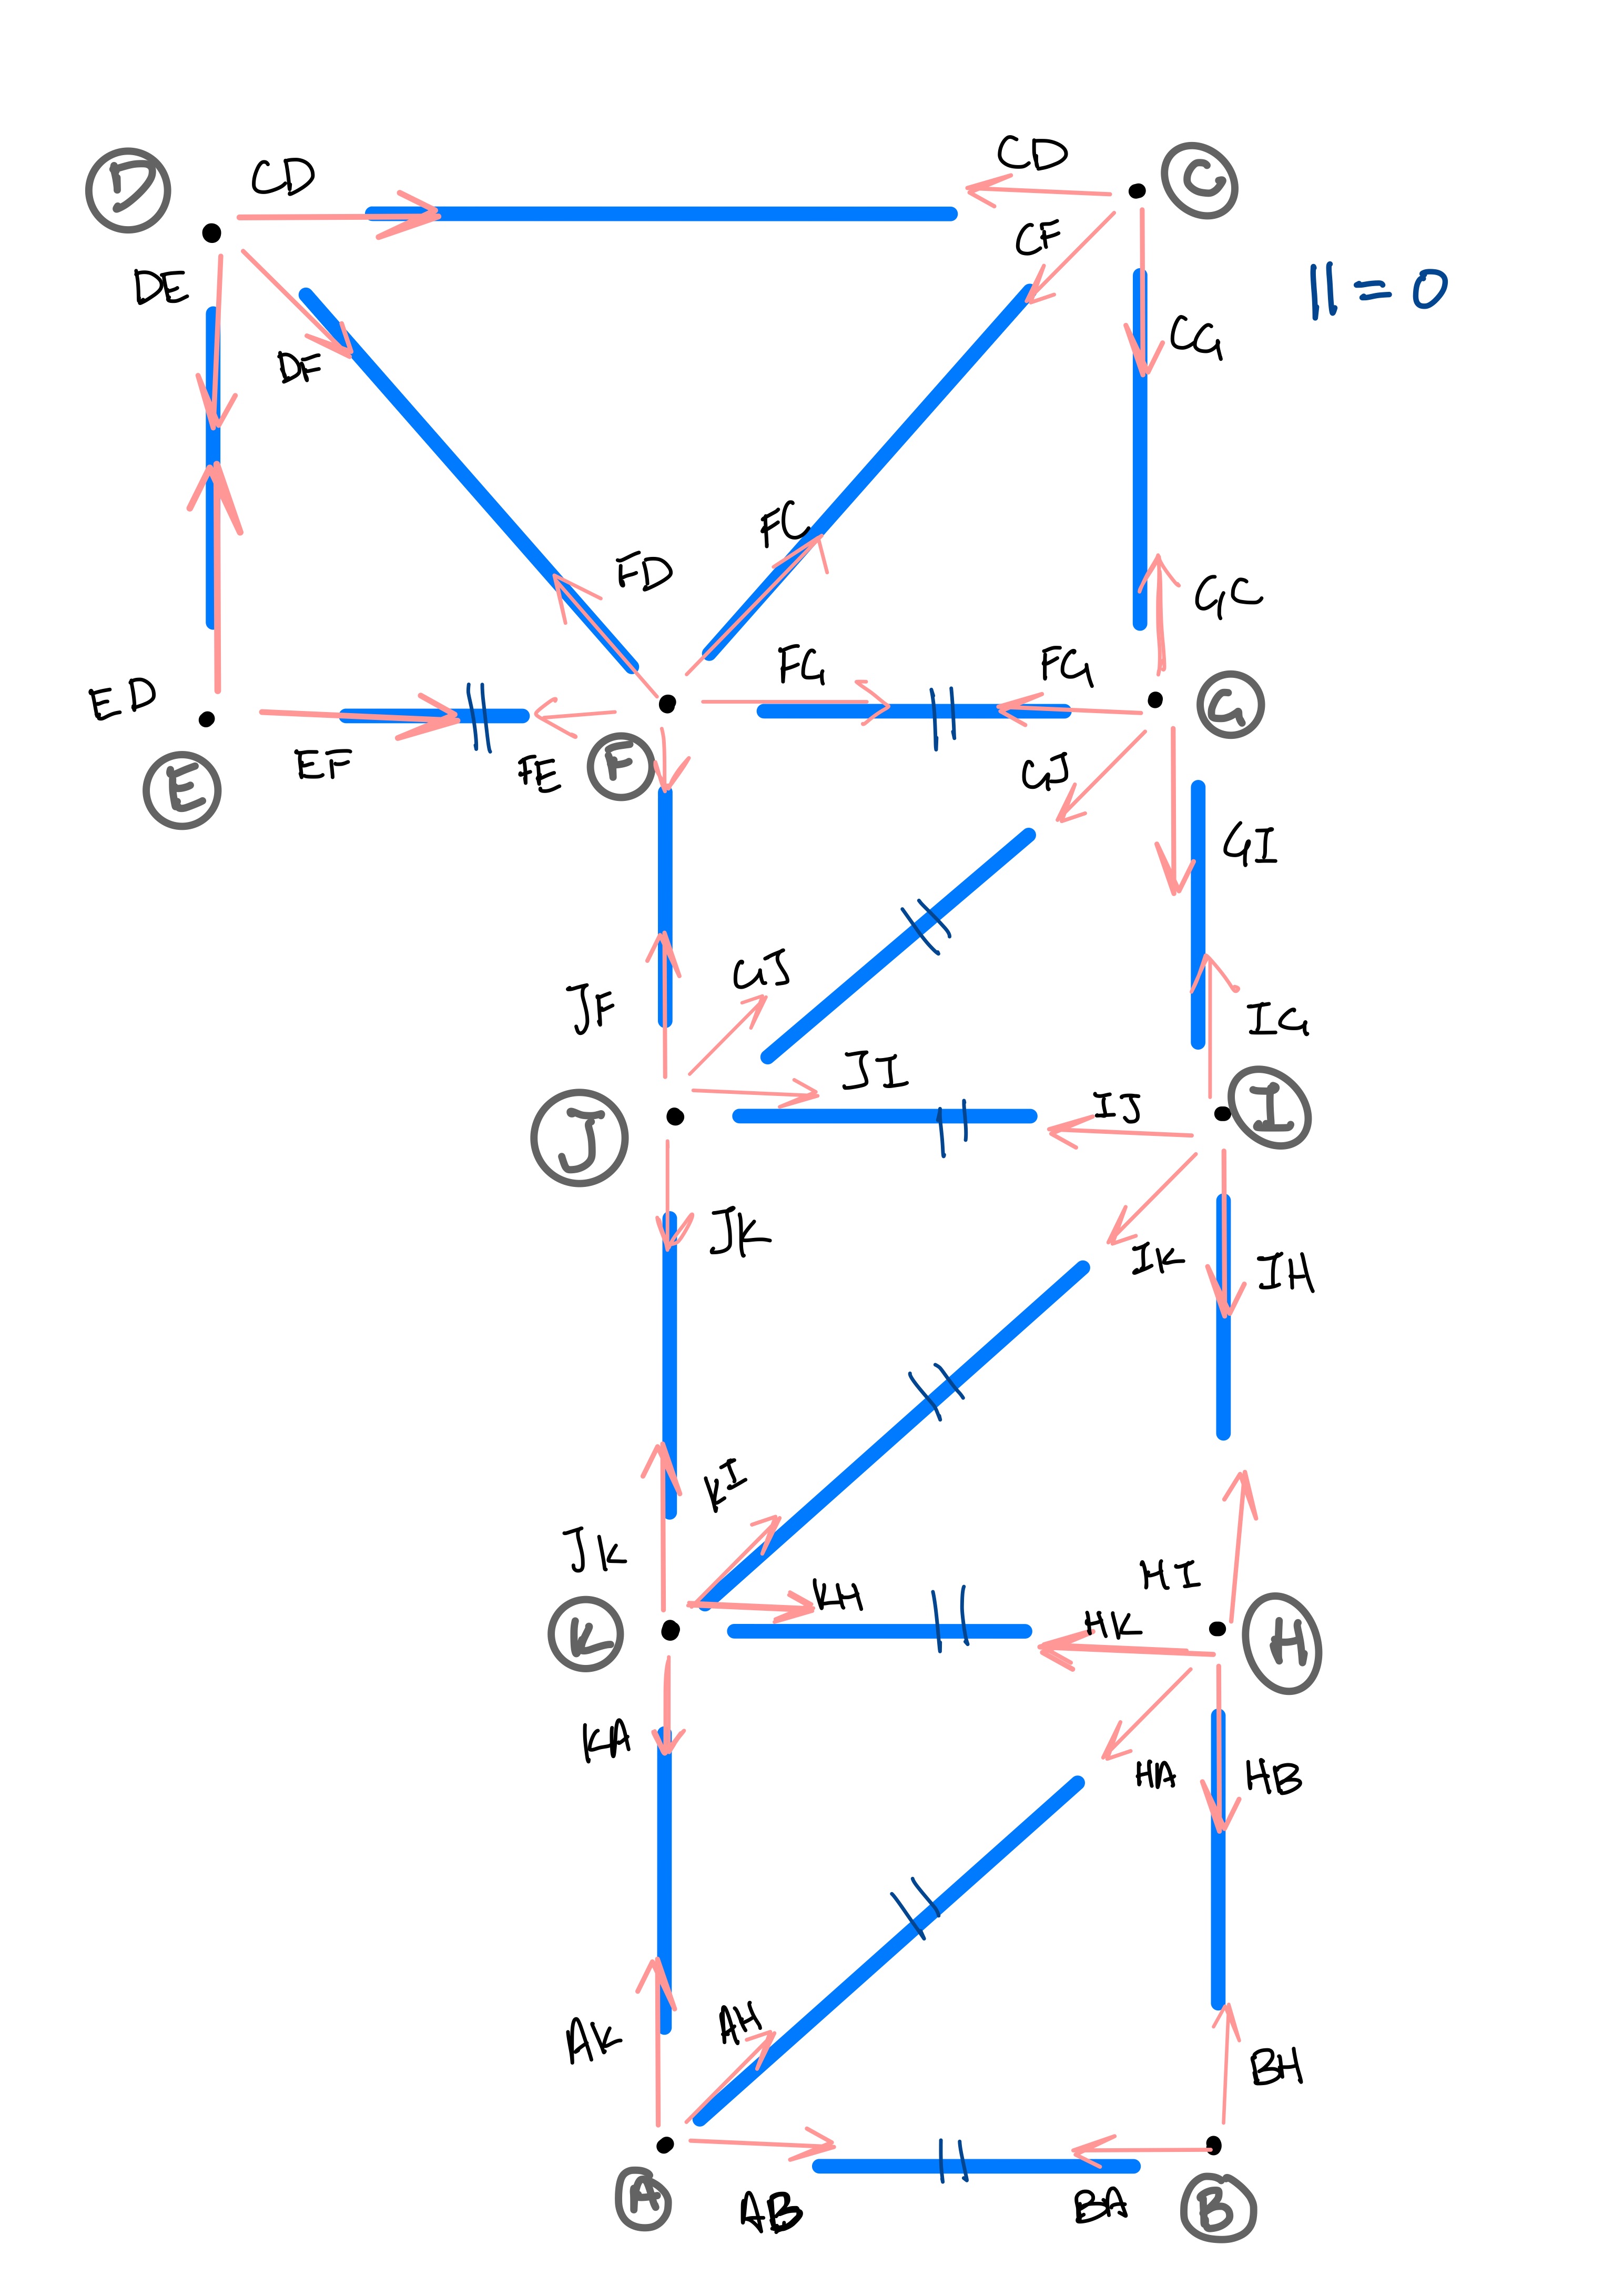 CD
D
CD
C
CF
DE
|| = 0
CG
DF
FC
FD
GC
FG
FG
ED
G
EF
FE
F
GJ
E
GI
GJ
JF
IG
JI
IJ
I
J
JK
IK
IH
KI
JK
KH
HI
HK
K
H
KA
HA
HB
AH
AK
BH
A
AB
BA
B